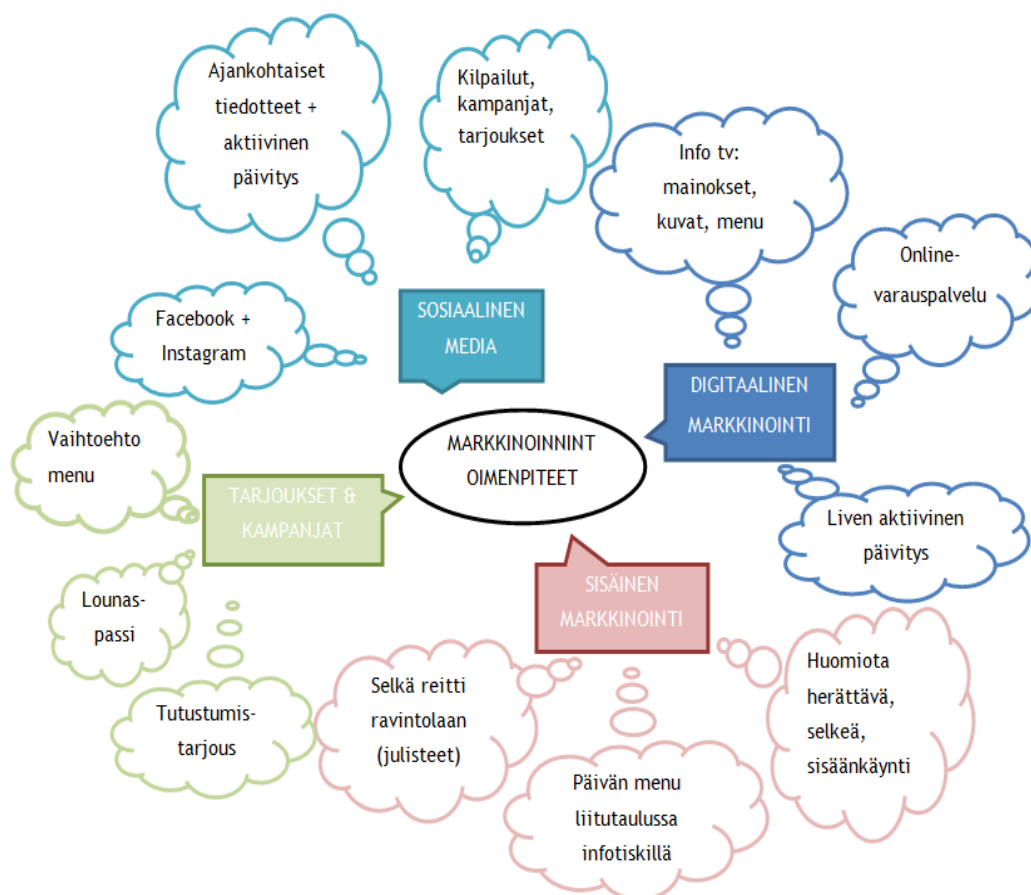 Ajankohtaiset
tiedotteet +
aktiivinen
päivitys
Kilpailut,
kampanjat,
tarjoukset
Info tv:
mainokset,
kuvat, menu
Online-
varauspalvelu
SOSIAALINEN
MEDIA
Facebook +
Instagram
DIGITAALINEN
MARKKINOINTI
Vaihtoehto
menu
MARKKINOINNINT
OIMENPITEET
TARJOUKSET &
KAMPANJAT
Liven aktiivinen
päivitys
SISÄINEN
MARKKINOINTI
Lounas-
passi
Tutustumis-
tarjous
Selkä reitti
ravintolaan
(julisteet)
Päivän menu
liitutaulussa
infotiskillä
Huomiota
herättävä,
selkeä,
sisäänkäynti